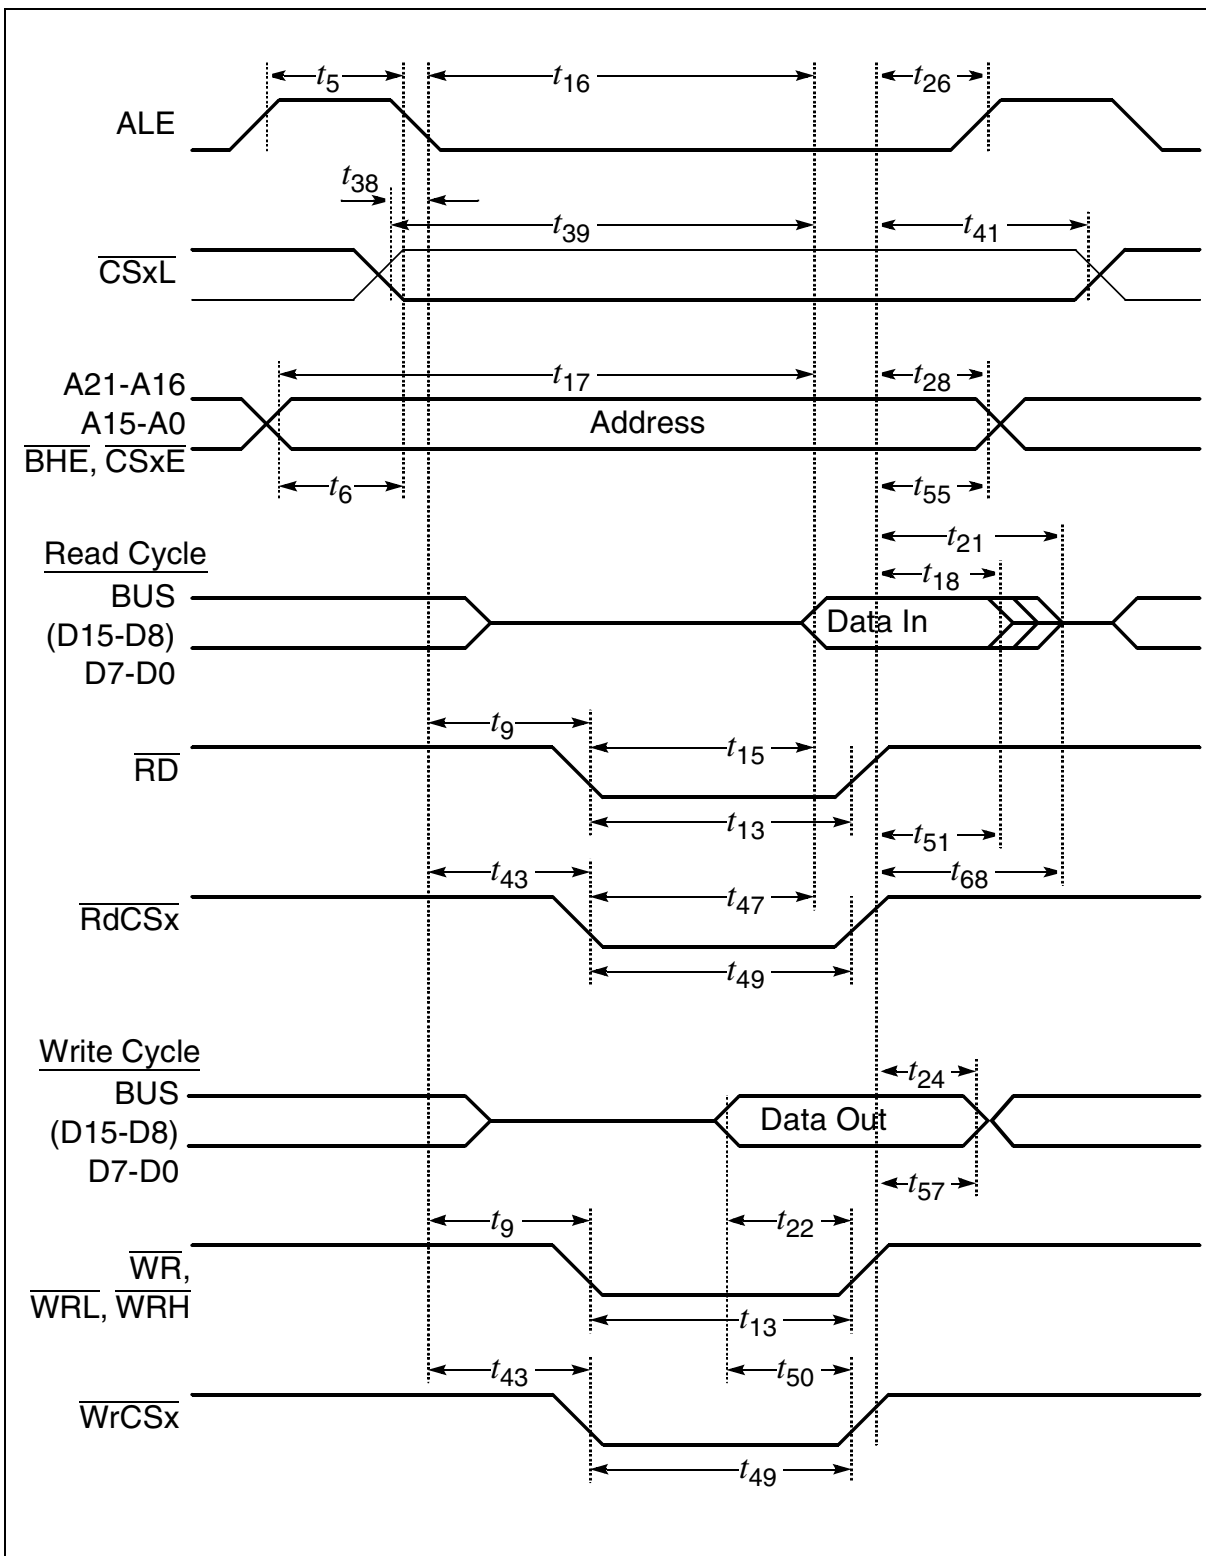 t5 t16 t26
ALE
t38
t39 t41
CSxL
A21-A16 t17 t28
A15-A0 Address
BHE, CSxE
t6 t55
t21
Read Cycle
t18
BUS
(D15-D8) Data In
D7-D0
t9
t15
RD
t13 t51
t43 t68
t47
RdCSx
t49
Write Cycle
t24
BUS
(D15-D8) Data Out
D7-D0
t57
t9 t22
WR,
WRL, WRH
t13
t43 t50
WrCSx
t49